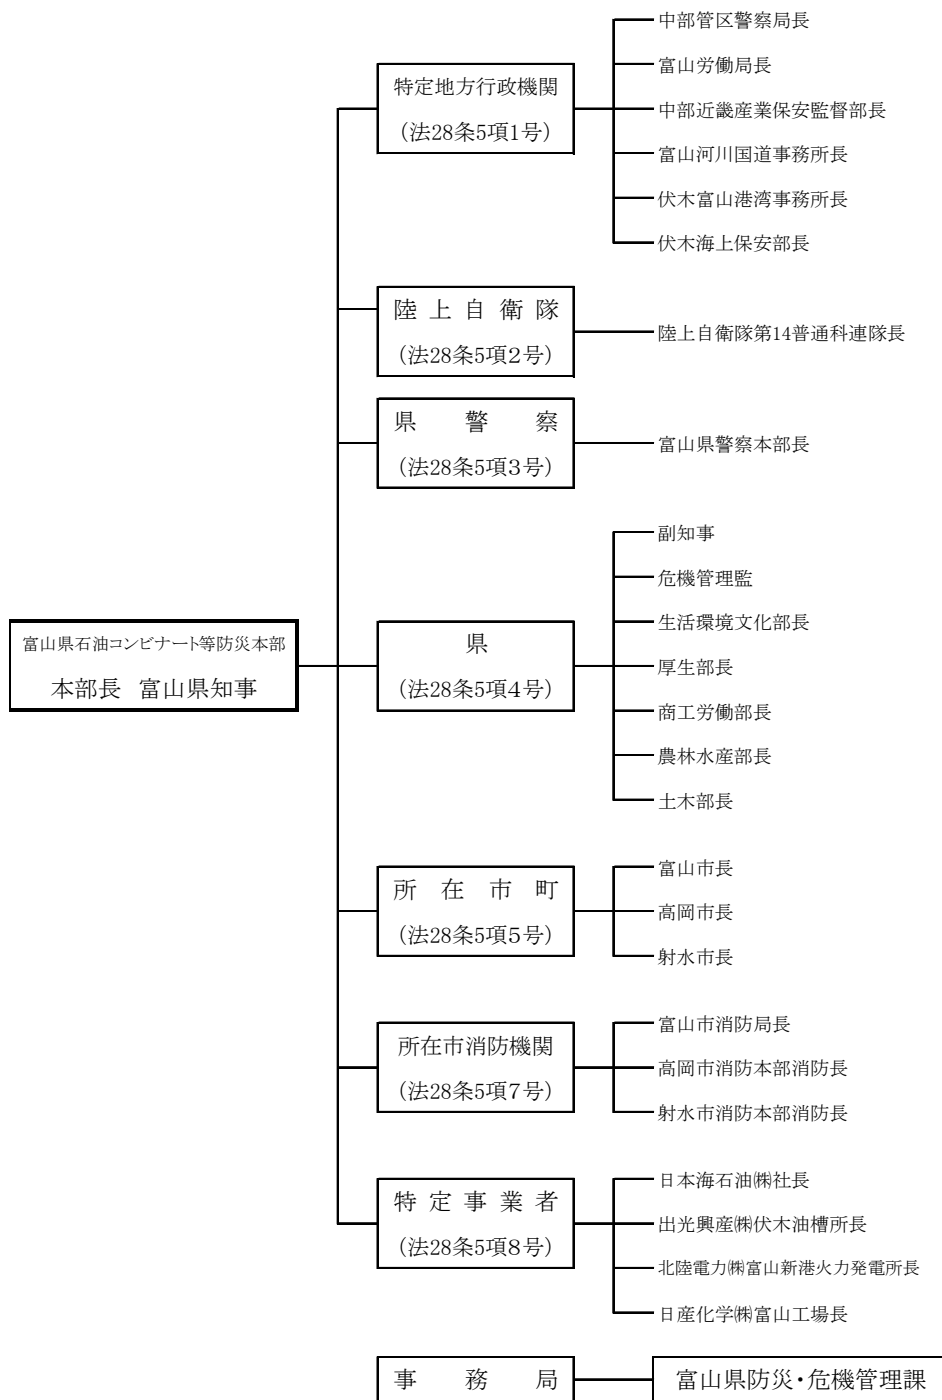 富山県石油コンビナート等防災本部
本部長 富山県知事
特定地方行政機関
(法28条5項1号)
中部管区警察局長
富山労働局長
中部近畿産業保安監督部長
富山河川国道事務所長
伏木富山港湾事務所長
伏木海上保安部長
陸上自衛隊
(法28条5項2号)
陸上自衛隊第14普通科連隊長
県警察
(法28条5項3号)
富山県警察本部長
県
(法28条5項4号)
副知事
危機管理監
生活環境文化部長
厚生部長
商工労働部長
農林水産部長
土木部長
所在市町
(法28条5項5号)
富山市長
高岡市長
射水市長
所在市消防機関
(法28条5項7号)
富山市消防局長
高岡市消防本部消防長
射水市消防本部消防長
特定事業者
(法28条5項8号)
日本海石油㈱社長
出光興産㈱伏木油槽所長
北陸電力㈱富山新港火力発電所長
日産化学㈱富山工場長
事務局
富山県防災・危機管理課